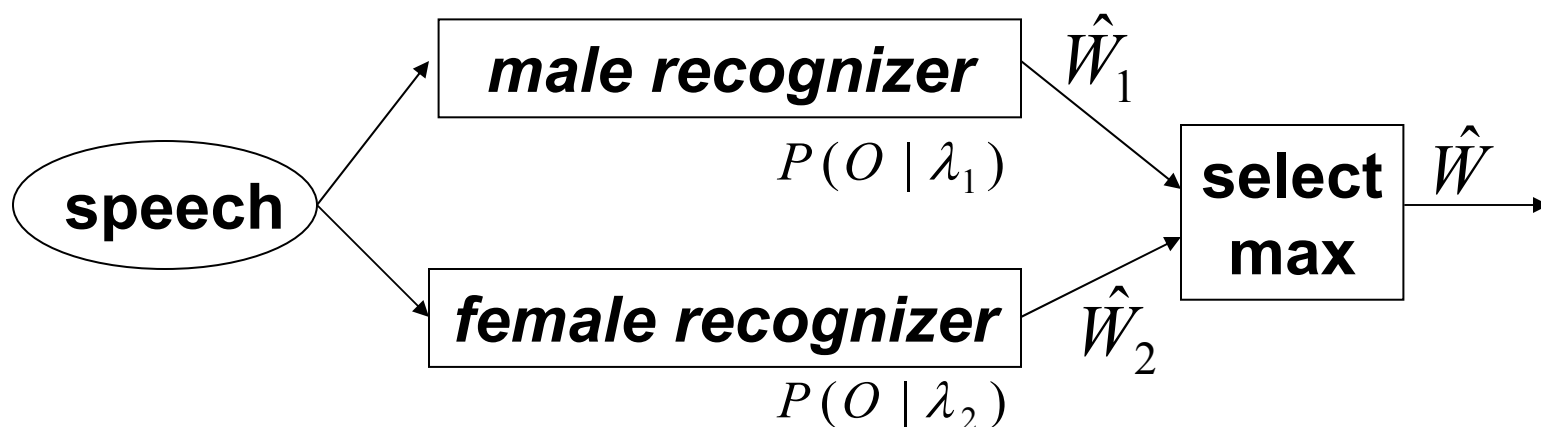 speech
male recognizer
P(O | λ₁)
female recognizer
P(O | λ₂)
Ŵ₁
Ŵ₂
select
max
Ŵ